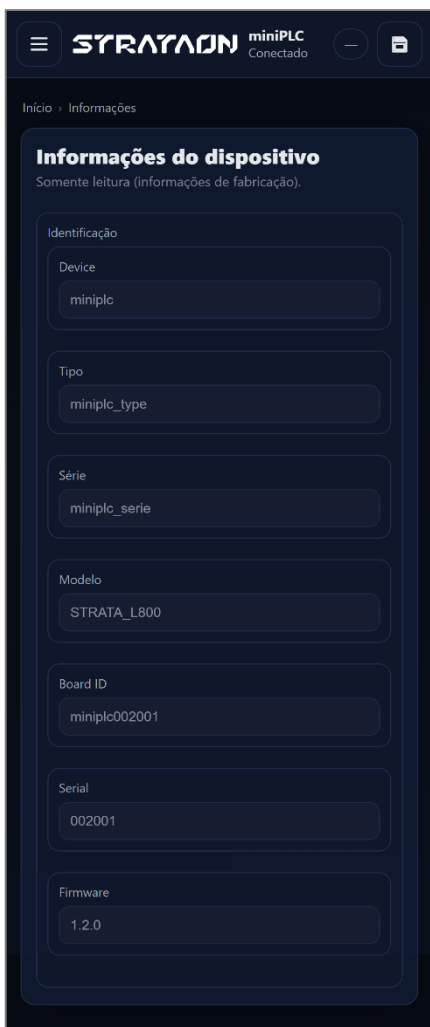 STRATAON
miniPLC
Conectado
Início › Informações
Informações do dispositivo
Somente leitura (informações de fabricação).
Identificação
Device
miniplc
Tipo
miniplc_type
Série
miniplc_serie
Modelo
STRATA_L800
Board ID
miniplc002001
Serial
002001
Firmware
1.2.0